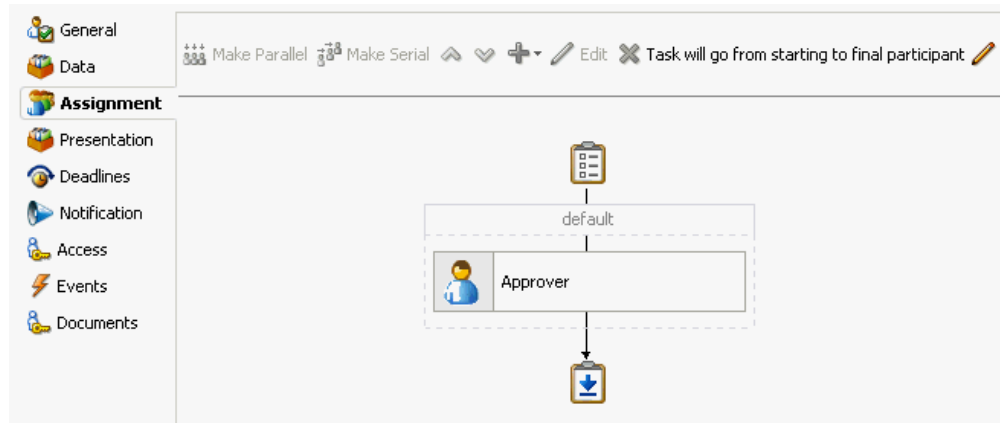 General
Data
Assignment
Presentation
Deadlines
Notification
Access
Events
Documents
Make Parallel Make Serial Edit Task will go from starting to final participant
default
Approver